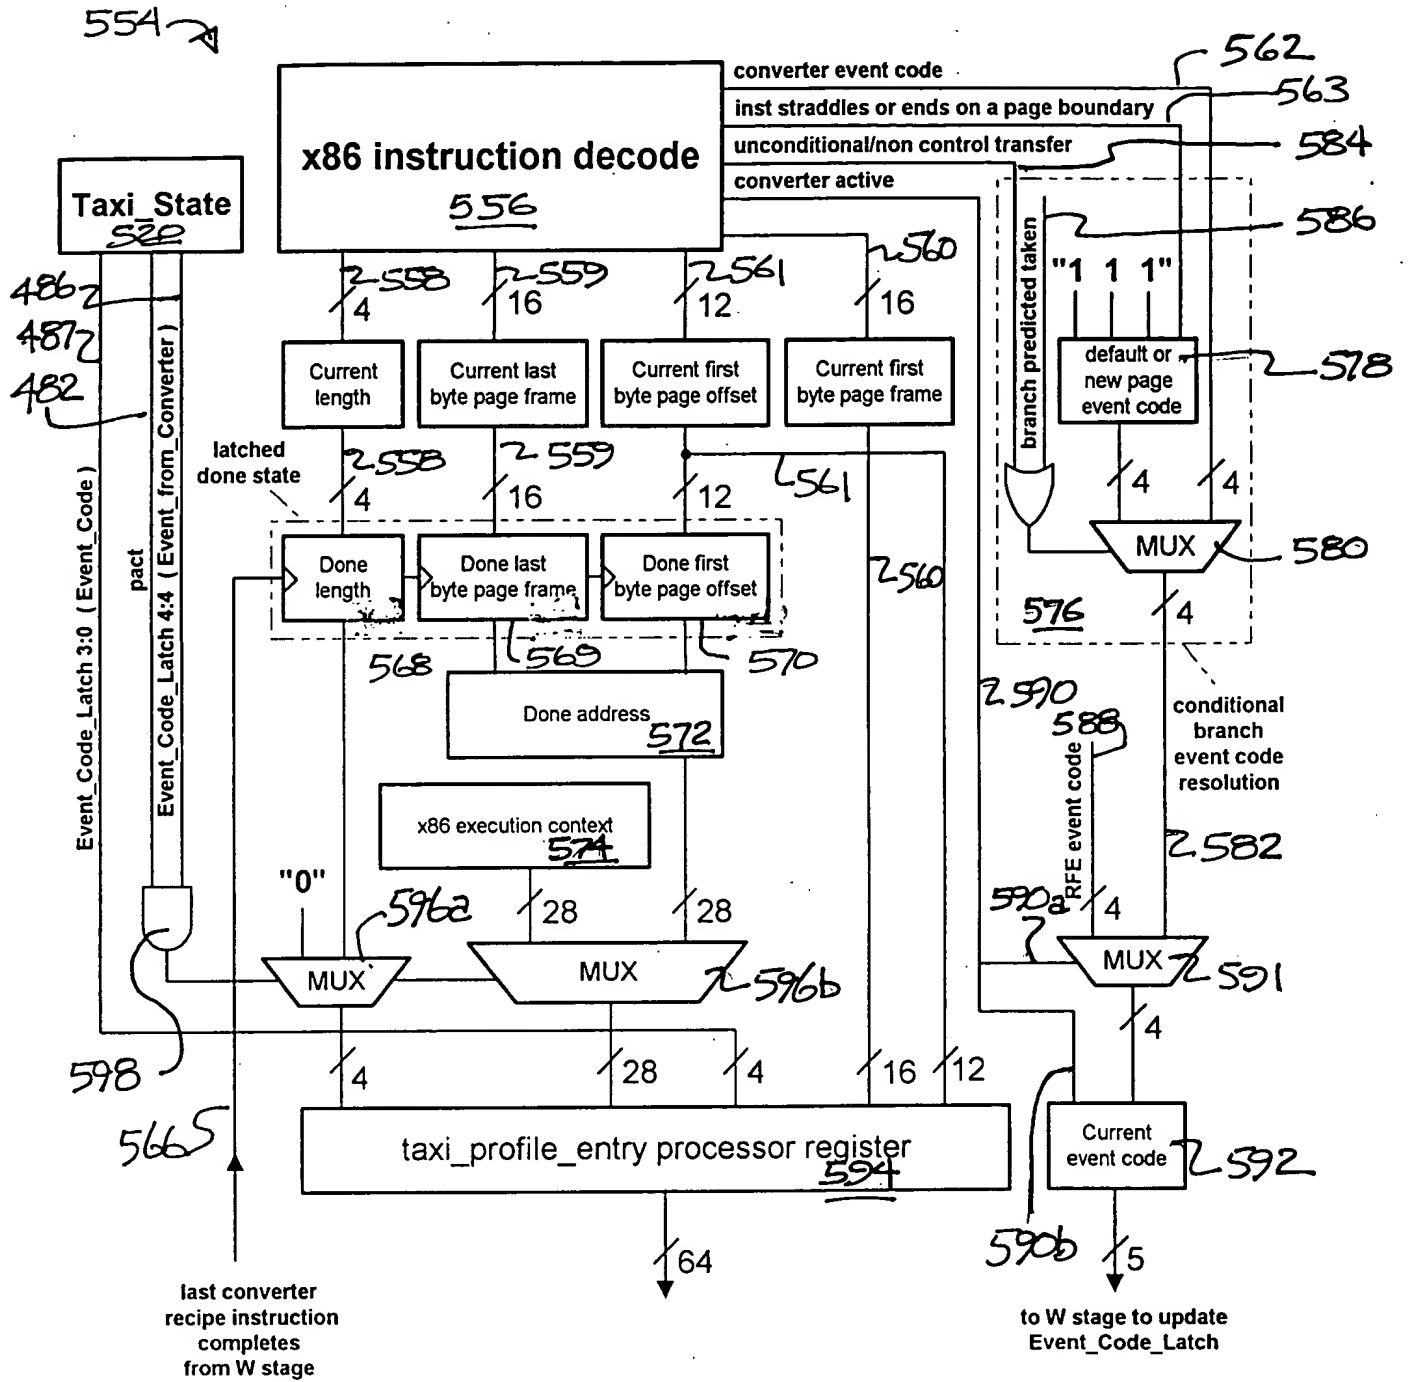 554
562
converter event code
563
inst straddles or ends on a page boundary
584
unconditional/non control transfer
converter active
x86 instruction decode
556
Taxi_State
520
586
branch predicted taken
"1 1 1"
486
487
482
558
4
559
16
561
12
560
16
Current
length
Current last
byte page frame
Current first
byte page offset
Current first
byte page frame
default or
new page
event code
578
latched
done state
558
4
559
16
561
12
560
4
4
MUX
580
576
4
Event_Code_Latch 3:0 ( Event_Code )
pact
Event_Code_Latch 4:4 ( Event_from_Converter )
Done
length
Done last
byte page frame
Done first
byte page offset
568
569
570
Done address
572
x86 execution context
574
590
588
RFE event code
conditional
branch
event code
resolution
582
"0"
596a
28
28
590a
4
MUX
MUX
596b
MUX
591
598
4
28
4
16
12
4
566
taxi_profile_entry processor register
594
Current
event code
592
590b
64
5
last converter
recipe instruction
completes
from W stage
to W stage to update
Event_Code_Latch